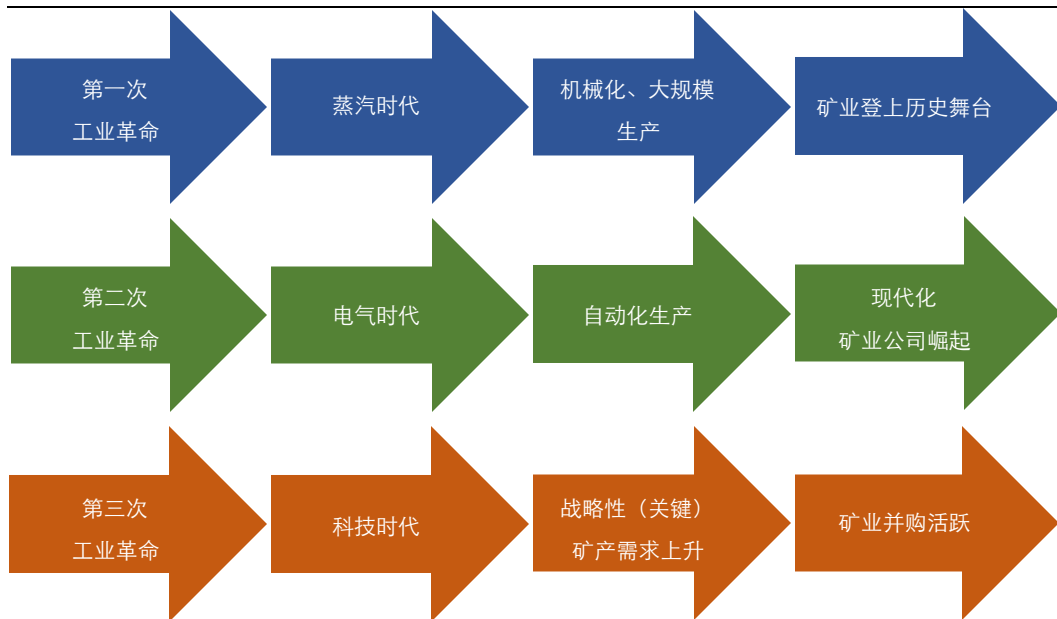 第一次
工业革命
蒸汽时代
机械化、大规模
生产
矿业登上历史舞台
第二次
工业革命
电气时代
自动化生产
现代化
矿业公司崛起
第三次
工业革命
科技时代
战略性（关键）
矿产需求上升
矿业并购活跃